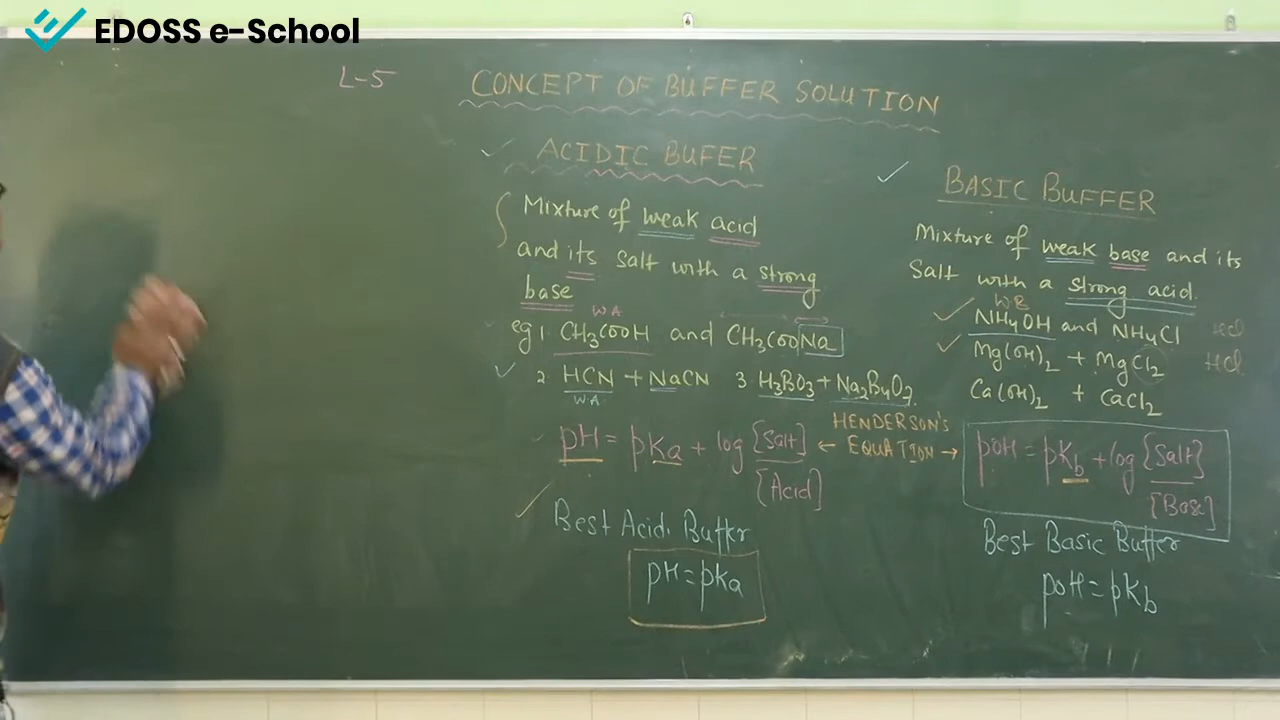 EDOSS e-School
L-5
CONCEPT OF BUFFER SOLUTION
ACIDIC BUFER
Mixture of weak acid
and its salt with a strong
base
W A
eg 1. CH3COOH and CH3COONa
2. HCN + NaCN 3. H3BO3 + Na2B4O7
W.A
pH = pKa + log [Salt]
[Acid]
← HENDERSON'S
EQUATION →
Best Acid. Buffer
pH = pKa
BASIC BUFFER
Mixture of weak base and its
Salt with a strong acid.
W B
NH4OH and NH4Cl HCl
Mg(OH)2 + MgCl2 HCl
Ca(OH)2 + CaCl2
pOH = pKb + log [Salt]
[Base]
Best Basic Buffer
pOH = pKb